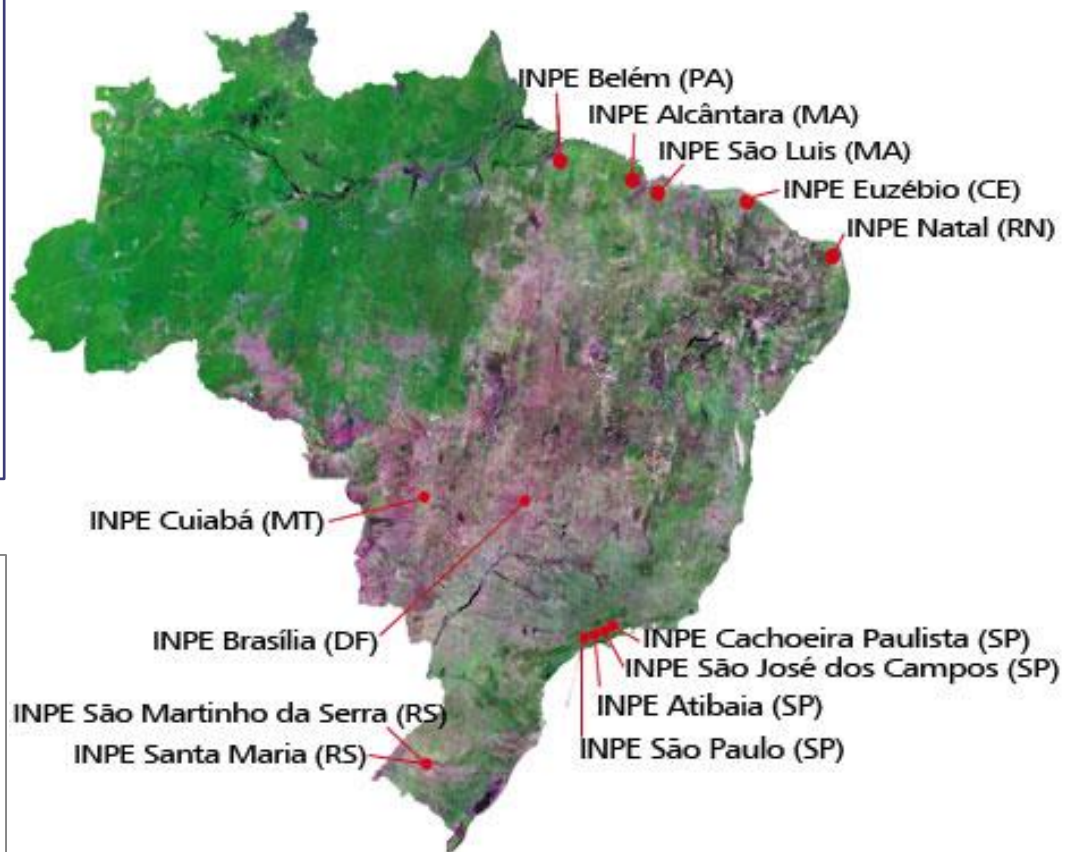 INPE Belém (PA)
INPE Alcântara (MA)
INPE São Luis (MA)
INPE Euzébio (CE)
INPE Natal (RN)
INPE Cuiabá (MT)
INPE Brasília (DF)
INPE Cachoeira Paulista (SP)
INPE São José dos Campos (SP)
INPE Atibaia (SP)
INPE São Paulo (SP)
INPE São Martinho da Serra (RS)
INPE Santa Maria (RS)